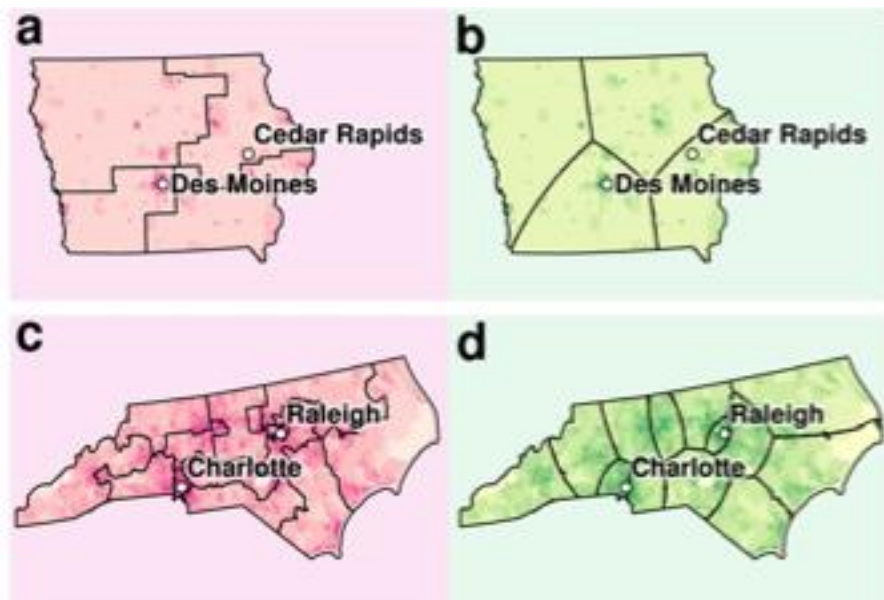 a
Cedar Rapids
Des Moines
b
Cedar Rapids
Des Moines
c
Raleigh
Charlotte
d
Raleigh
Charlotte